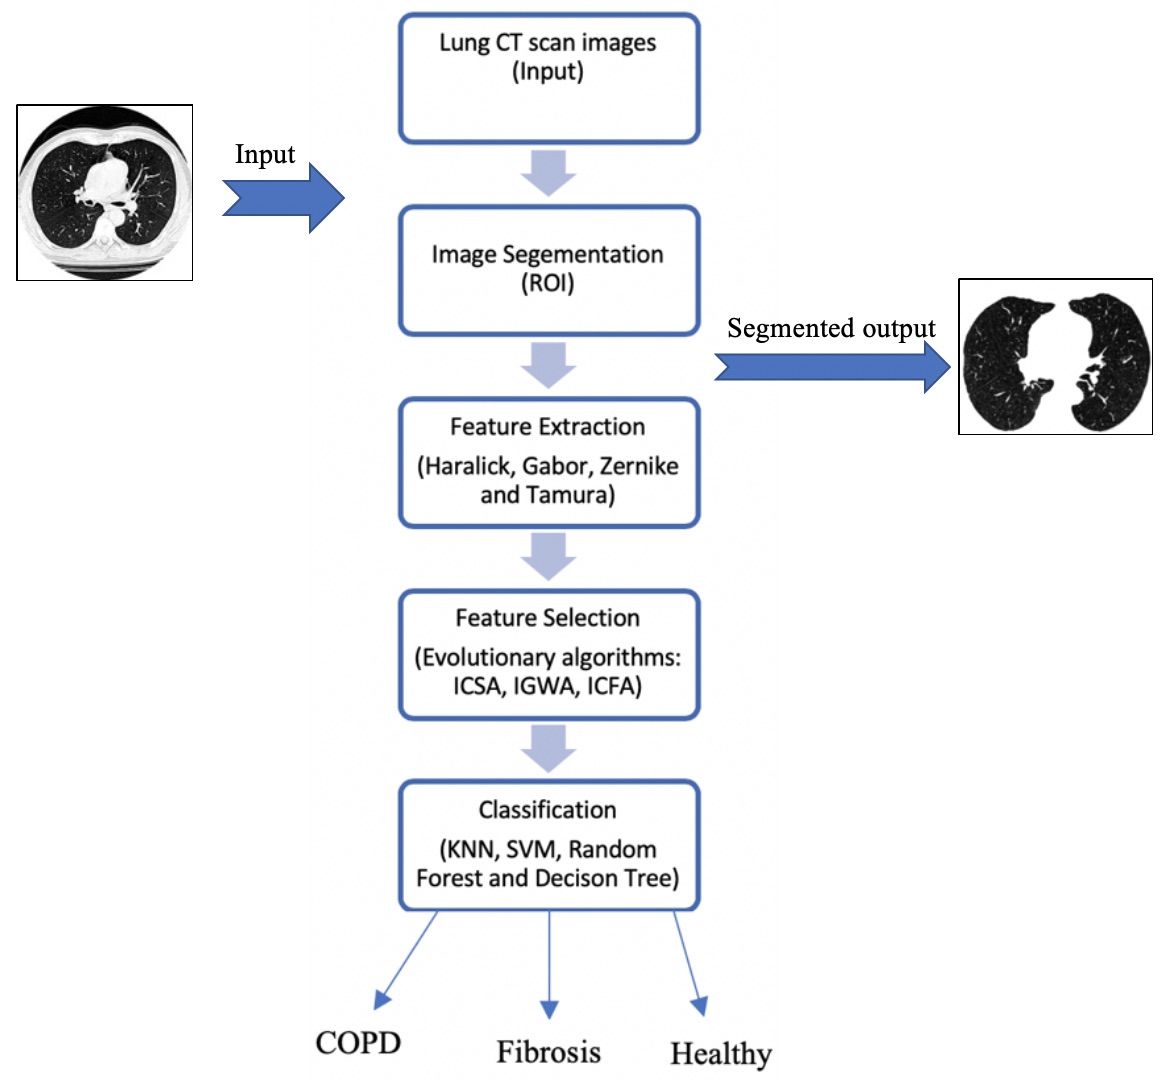 Lung CT scan images
(Input)
Input
Image Segementation
(ROI)
Segmented output
Feature Extraction
(Haralick, Gabor, Zernike
and Tamura)
Feature Selection
(Evolutionary algorithms:
ICSA, IGWA, ICFA)
Classification
(KNN, SVM, Random
Forest and Decison Tree)
COPD
Fibrosis
Healthy